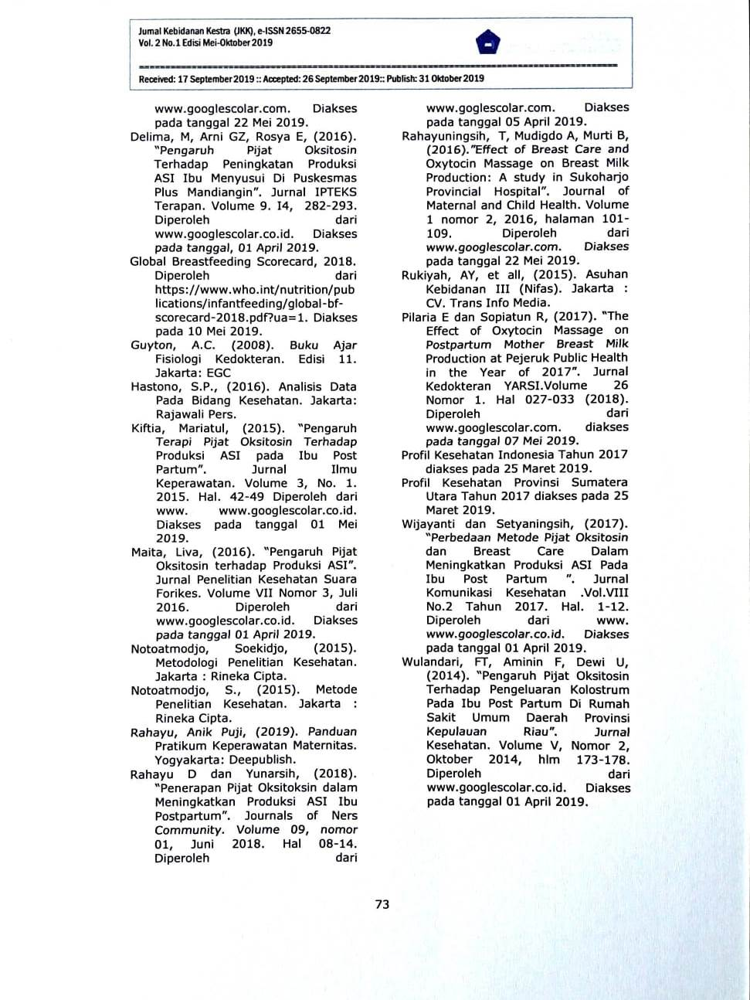 Jurnal Kebidanan Kestra (JKK), e-ISSN 2655-0822
Vol. 2 No.1 Edisi Mei-Oktober 2019
Received: 17 September 2019 :: Accepted: 26 September 2019:: Publish: 31 Oktober 2019
www.googlescolar.com. Diakses
pada tanggal 22 Mei 2019.
Delima, M, Arni GZ, Rosya E, (2016).
"Pengaruh Pijat Oksitosin
Terhadap Peningkatan Produksi
ASI Ibu Menyusui Di Puskesmas
Plus Mandiangin". Jurnal IPTEKS
Terapan. Volume 9. I4, 282-293.
Diperoleh dari
www.googlescolar.co.id. Diakses
pada tanggal, 01 April 2019.
Global Breastfeeding Scorecard, 2018.
Diperoleh dari
https://www.who.int/nutrition/pub
lications/infantfeeding/global-bf-
scorecard-2018.pdf?ua=1. Diakses
pada 10 Mei 2019.
Guyton, A.C. (2008). Buku Ajar
Fisiologi Kedokteran. Edisi 11.
Jakarta: EGC
Hastono, S.P., (2016). Analisis Data
Pada Bidang Kesehatan. Jakarta:
Rajawali Pers.
Kiftia, Mariatul, (2015). "Pengaruh
Terapi Pijat Oksitosin Terhadap
Produksi ASI pada Ibu Post
Partum". Jurnal Ilmu
Keperawatan. Volume 3, No. 1.
2015. Hal. 42-49 Diperoleh dari
www. www.googlescolar.co.id.
Diakses pada tanggal 01 Mei
2019.
Maita, Liva, (2016). "Pengaruh Pijat
Oksitosin terhadap Produksi ASI".
Jurnal Penelitian Kesehatan Suara
Forikes. Volume VII Nomor 3, Juli
2016. Diperoleh dari
www.googlescolar.co.id. Diakses
pada tanggal 01 April 2019.
Notoatmodjo, Soekidjo, (2015).
Metodologi Penelitian Kesehatan.
Jakarta : Rineka Cipta.
Notoatmodjo, S., (2015). Metode
Penelitian Kesehatan. Jakarta :
Rineka Cipta.
Rahayu, Anik Puji, (2019). Panduan
Pratikum Keperawatan Maternitas.
Yogyakarta: Deepublish.
Rahayu D dan Yunarsih, (2018).
"Penerapan Pijat Oksitoksin dalam
Meningkatkan Produksi ASI Ibu
Postpartum". Journals of Ners
Community. Volume 09, nomor
01, Juni 2018. Hal 08-14.
Diperoleh dari
www.goglescolar.com. Diakses
pada tanggal 05 April 2019.
Rahayuningsih, T, Mudigdo A, Murti B,
(2016)."Effect of Breast Care and
Oxytocin Massage on Breast Milk
Production: A study in Sukoharjo
Provincial Hospital". Journal of
Maternal and Child Health. Volume
1 nomor 2, 2016, halaman 101-
109. Diperoleh dari
www.googlescolar.com. Diakses
pada tanggal 22 Mei 2019.
Rukiyah, AY, et all, (2015). Asuhan
Kebidanan III (Nifas). Jakarta :
CV. Trans Info Media.
Pilaria E dan Sopiatun R, (2017). "The
Effect of Oxytocin Massage on
Postpartum Mother Breast Milk
Production at Pejeruk Public Health
in the Year of 2017". Jurnal
Kedokteran YARSI.Volume 26
Nomor 1. Hal 027-033 (2018).
Diperoleh dari
www.googlescolar.com. diakses
pada tanggal 07 Mei 2019.
Profil Kesehatan Indonesia Tahun 2017
diakses pada 25 Maret 2019.
Profil Kesehatan Provinsi Sumatera
Utara Tahun 2017 diakses pada 25
Maret 2019.
Wijayanti dan Setyaningsih, (2017).
"Perbedaan Metode Pijat Oksitosin
dan Breast Care Dalam
Meningkatkan Produksi ASI Pada
Ibu Post Partum ". Jurnal
Komunikasi Kesehatan .Vol.VIII
No.2 Tahun 2017. Hal. 1-12.
Diperoleh dari www.
www.googlescolar.co.id. Diakses
pada tanggal 01 April 2019.
Wulandari, FT, Aminin F, Dewi U,
(2014). "Pengaruh Pijat Oksitosin
Terhadap Pengeluaran Kolostrum
Pada Ibu Post Partum Di Rumah
Sakit Umum Daerah Provinsi
Kepulauan Riau". Jurnal
Kesehatan. Volume V, Nomor 2,
Oktober 2014, hlm 173-178.
Diperoleh dari
www.googlescolar.co.id. Diakses
pada tanggal 01 April 2019.
73